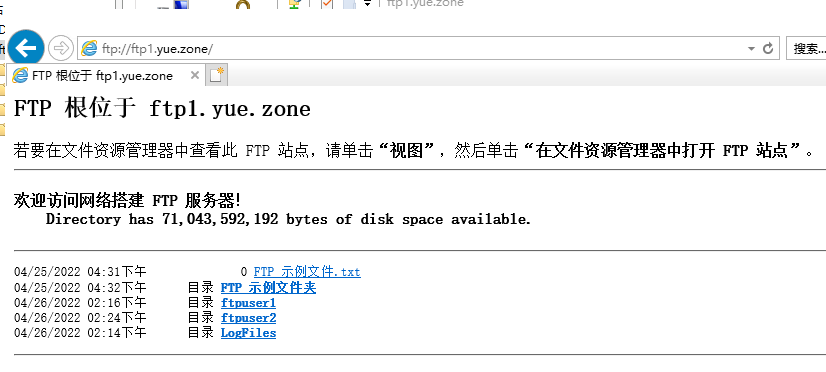 ftp1.yue.zone
ftp://ftp1.yue.zone/
搜索...
FTP 根位于 ftp1.yue.zone
FTP 根位于 ftp1.yue.zone
若要在文件资源管理器中查看此 FTP 站点，请单击“视图”，然后单击“在文件资源管理器中打开 FTP 站点”。
欢迎访问网络搭建 FTP 服务器!
Directory has 71,043,592,192 bytes of disk space available.
04/25/2022 04:31下午 0 FTP 示例文件.txt
04/25/2022 04:32下午 目录 FTP 示例文件夹
04/26/2022 02:16下午 目录 ftpuser1
04/26/2022 02:24下午 目录 ftpuser2
04/26/2022 02:14下午 目录 LogFiles